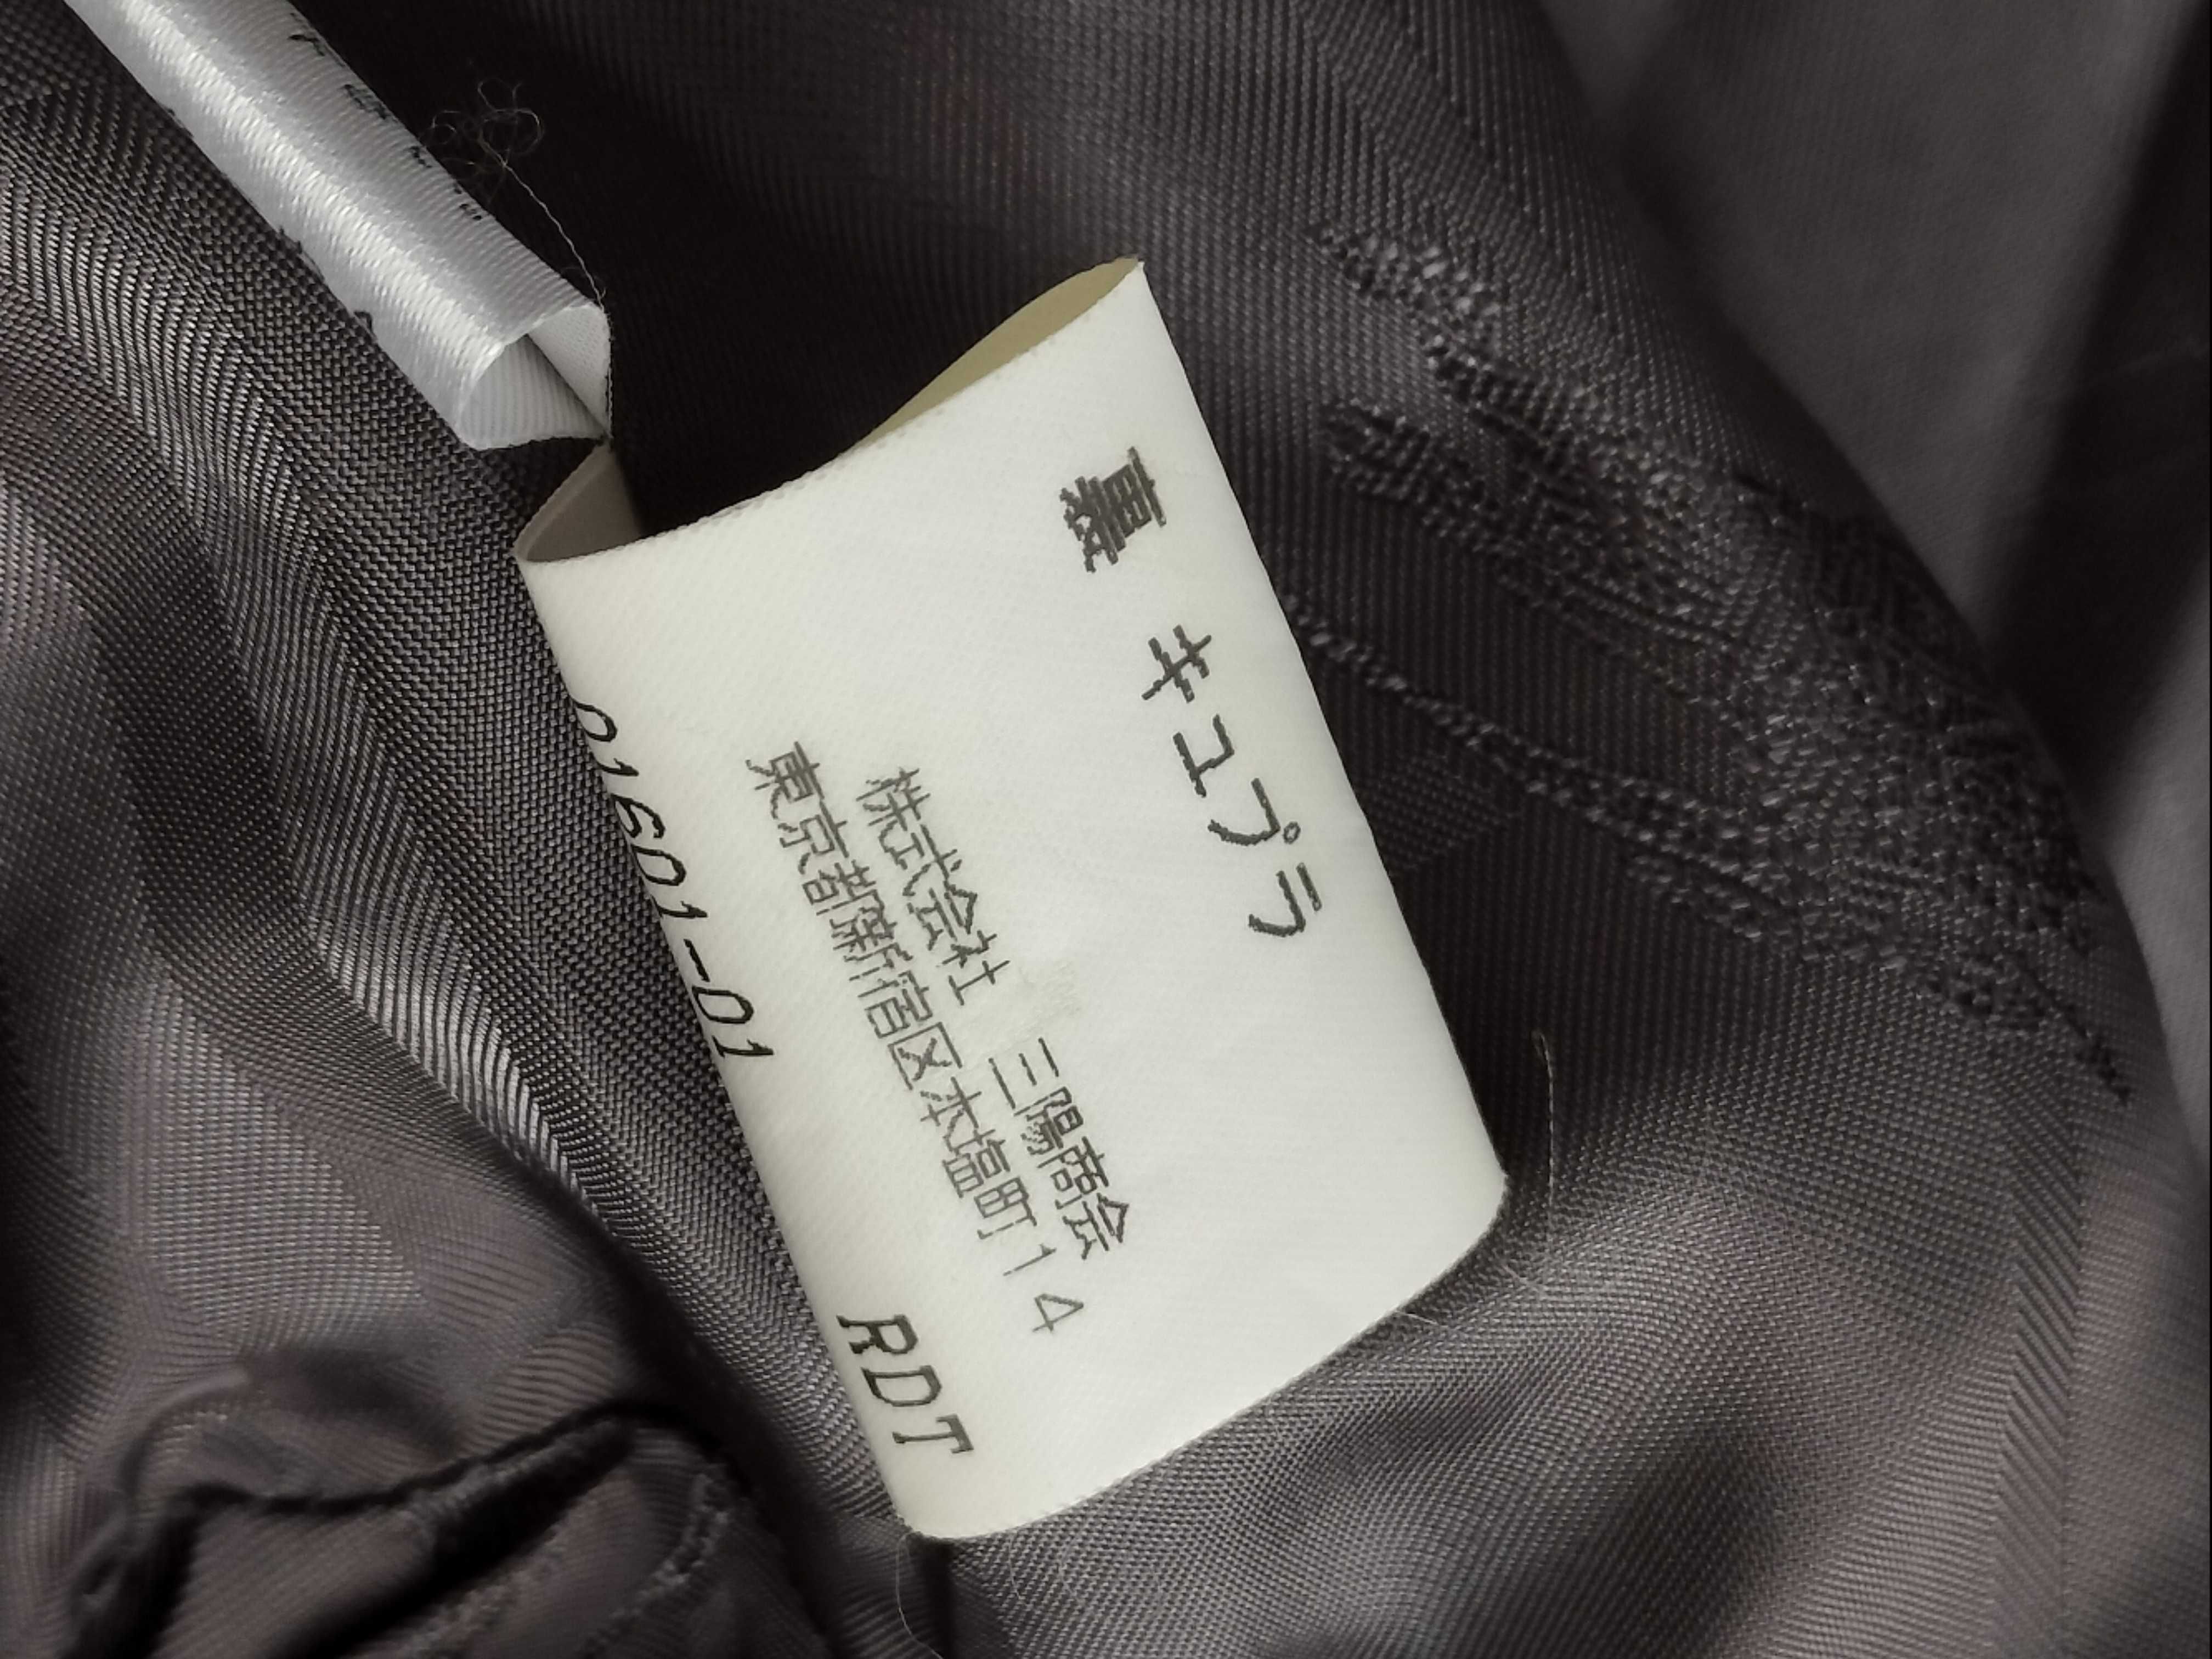 裏
キュプラ
株式会社 三陽商会
東京都新宿区本塩町14
01601-01 RDT